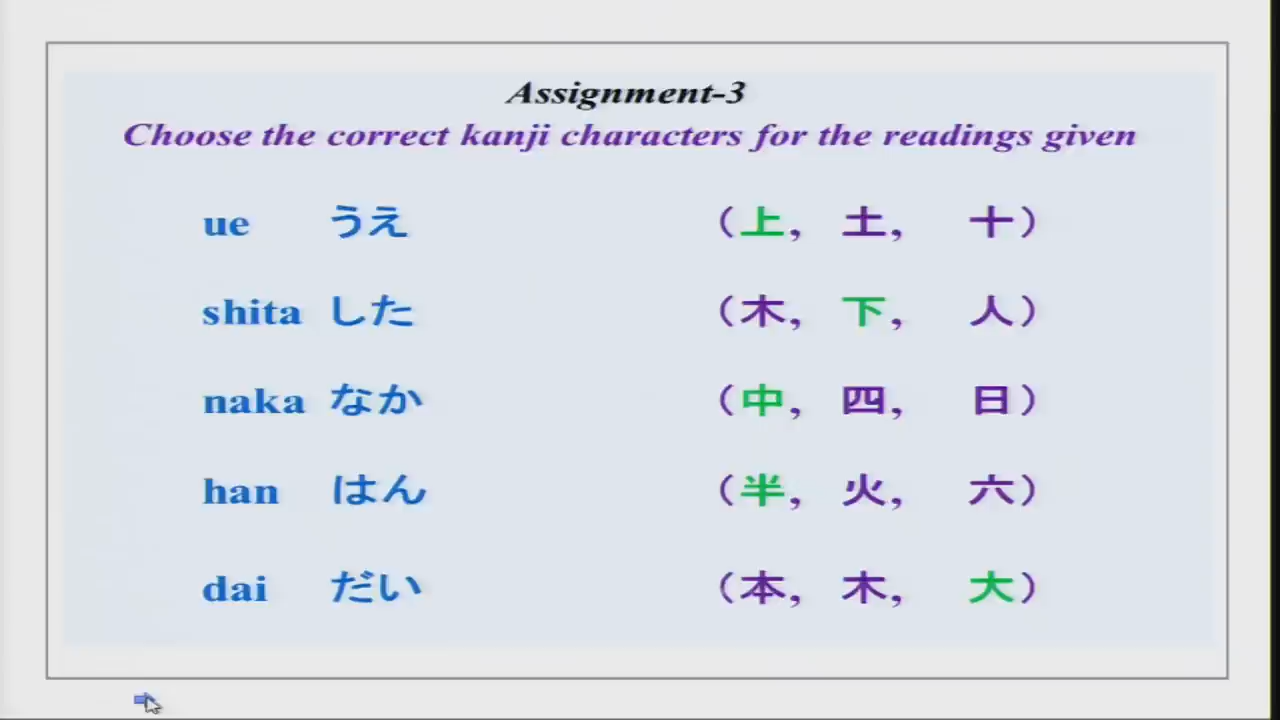 Assignment-3
Choose the correct kanji characters for the readings given
ue うえ (上, 土, 十)
shita した (木, 下, 人)
naka なか (中, 四, 日)
han はん (半, 火, 六)
dai だい (本, 木, 大)